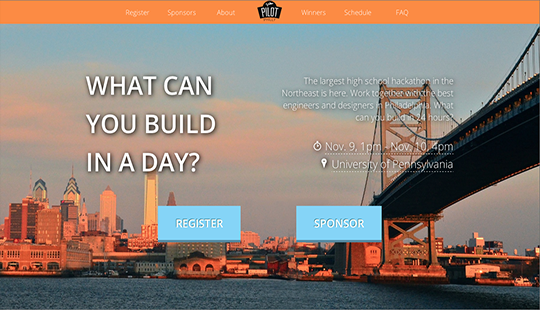 Register Sponsors About PILOT Winners Schedule FAQ
WHAT CAN
YOU BUILD
IN A DAY?
The largest high school hackathon in the
Northeast is here. Work together with the best
engineers and designers in Philadelphia. What
can you build in 24 hours?
Nov. 9, 1pm - Nov. 10, 4pm
University of Pennsylvania
REGISTER SPONSOR